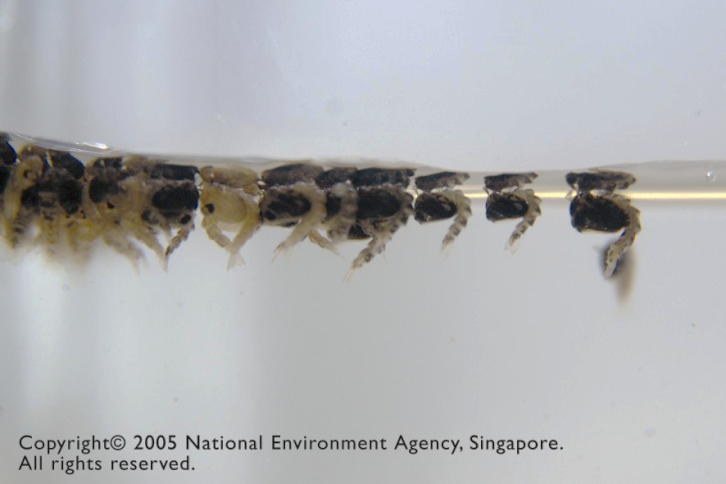 Copyright© 2005 National Environment Agency, Singapore.
All rights reserved.